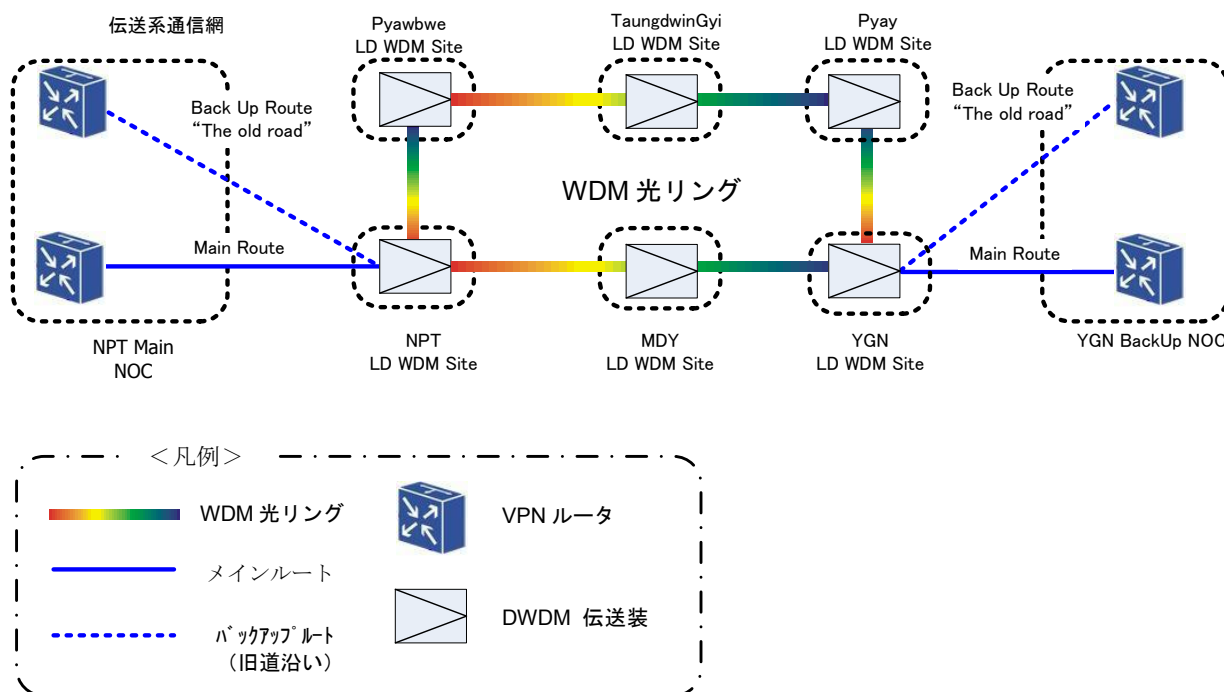 伝送系通信網
Pyawbwe
LD WDM Site
TaungdwinGyi
LD WDM Site
Pyay
LD WDM Site
Back Up Route
“The old road”
Back Up Route
“The old road”
WDM 光リング
Main Route
Main Route
NPT Main
NOC
NPT
LD WDM Site
MDY
LD WDM Site
YGN
LD WDM Site
YGN BackUp NOC
＜凡例＞
WDM 光リング
VPN ルータ
メインルート
DWDM 伝送装
ﾊﾞｯｸｱｯﾌﾟﾙｰﾄ
（旧道沿い）